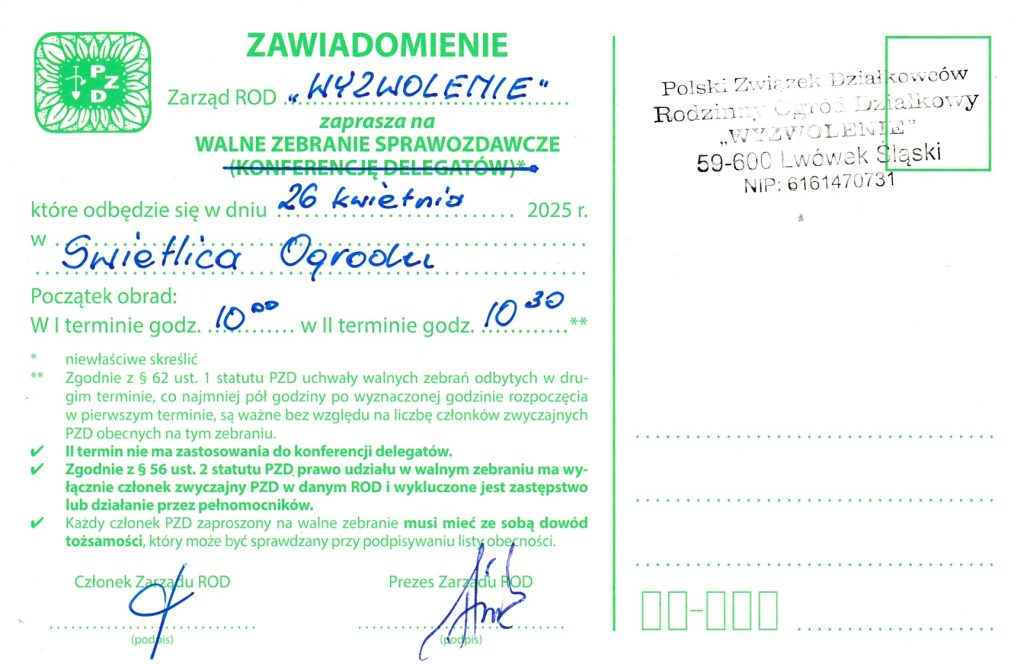 PZD
ZAWIADOMIENIE
Zarząd ROD „WYZWOLENIE"
zaprasza na
WALNE ZEBRANIE SPRAWOZDAWCZE
(KONFERENCJĘ DELEGATÓW)*
które odbędzie się w dniu 26 kwietnia 2025 r.
w
Swietlica Ogrodu
Początek obrad:
W I terminie godz. 10 00 w II terminie godz. 10 30 **
* niewłaściwe skreślić
** Zgodnie z § 62 ust. 1 statutu PZD uchwały walnych zebrań odbytych w dru-
gim terminie, co najmniej pół godziny po wyznaczonej godzinie rozpoczęcia
w pierwszym terminie, są ważne bez względu na liczbę członków zwyczajnych
PZD obecnych na tym zebraniu.
✔ II termin nie ma zastosowania do konferencji delegatów.
✔ Zgodnie z § 56 ust. 2 statutu PZD prawo udziału w walnym zebraniu ma wy-
łącznie członek zwyczajny PZD w danym ROD i wykluczone jest zastępstwo
lub działanie przez pełnomocników.
✔ Każdy członek PZD zaproszony na walne zebranie musi mieć ze sobą dowód
tożsamości, który może być sprawdzany przy podpisywaniu listy obecności.
Członek Zarządu ROD
(podpis)
Prezes Zarządu ROD
(podpis)
Polski Związek Działkowców
Rodzinny Ogród Działkowy
„WYZWOLENIE"
59-600 Lwówek Śląski
NIP: 6161470731